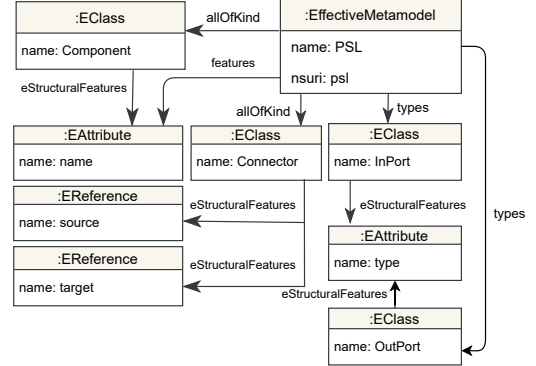 :EClass
name: Component
allOfKind
:EffectiveMetamodel
name: PSL
nsuri: psl
features
eStructuralFeatures
allOfKind
types
:EAttribute
name: name
:EClass
name: Connector
:EClass
name: InPort
:EReference
name: source
eStructuralFeatures
eStructuralFeatures
types
:EReference
name: target
eStructuralFeatures
:EAttribute
name: type
eStructuralFeatures
:EClass
name: OutPort